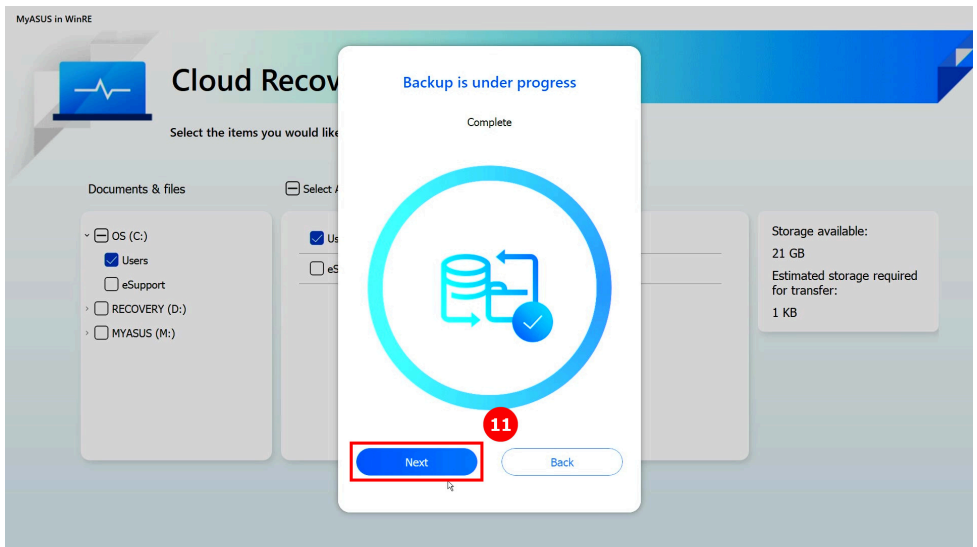 MyASUS in WinRE
Cloud Recov
Select the items you would like
Documents & files
Select A
OS (C:)
Users
eSupport
RECOVERY (D:)
MYASUS (M:)
Us
eS
Backup is under progress
Complete
11
Next
Back
Storage available:
21 GB
Estimated storage required
for transfer:
1 KB